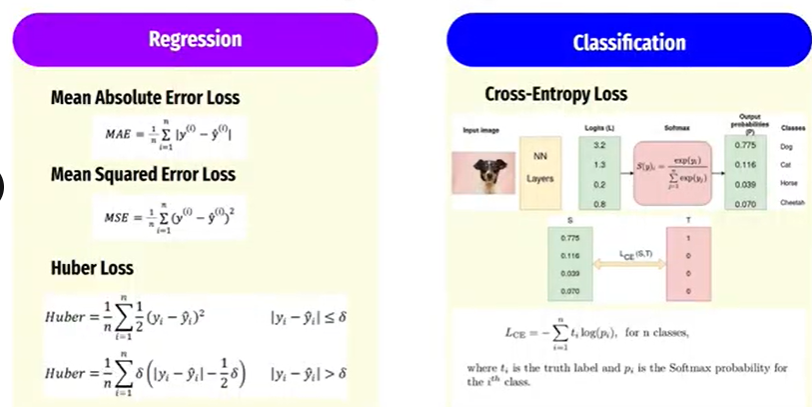 Regression
Mean Absolute Error Loss
MAE = 1/n Σ_{i=1}^{n} |y^{(i)} − ŷ^{(i)}|
Mean Squared Error Loss
MSE = 1/n Σ_{i=1}^{n} (y^{(i)} − ŷ^{(i)})²
Huber Loss
Huber = 1/n Σ_{i=1}^{n} 1/2 (y_i − ŷ_i)² |y_i − ŷ_i| ≤ δ
Huber = 1/n Σ_{i=1}^{n} δ (|y_i − ŷ_i| − 1/2 δ) |y_i − ŷ_i| > δ
Classification
Cross-Entropy Loss
Input image
Logits (L)
Softmax
Output probabilities (P)
Classes
NN
Layers
3.2
1.3
0.2
0.8
S(y)_i = exp(y_i) / Σ_{j=1}^{n} exp(y_j)
0.775
0.116
0.039
0.070
Dog
Cat
Horse
Cheetah
S
T
0.775
0.116
0.039
0.070
L_CE (S,T)
1
0
0
0
L_CE = − Σ_{i=1}^{n} t_i log(p_i), for n classes,
where t_i is the truth label and p_i is the Softmax probability for
the i^{th} class.